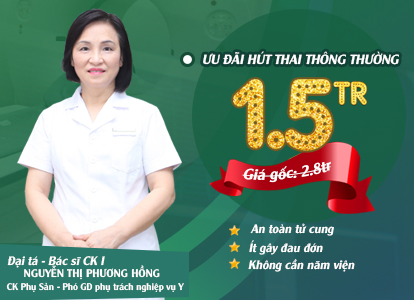 ƯU ĐÃI HÚT THAI THÔNG THƯỜNG
1.5TR
Giá gốc: 2.8tr
An toàn tử cung
Ít gây đau đớn
Không cần nằm viện
Đại tá - Bác sĩ CK I
NGUYỄN THỊ PHƯƠNG HỒNG
CK Phụ Sản - Phó GĐ phụ trách nghiệp vụ Y